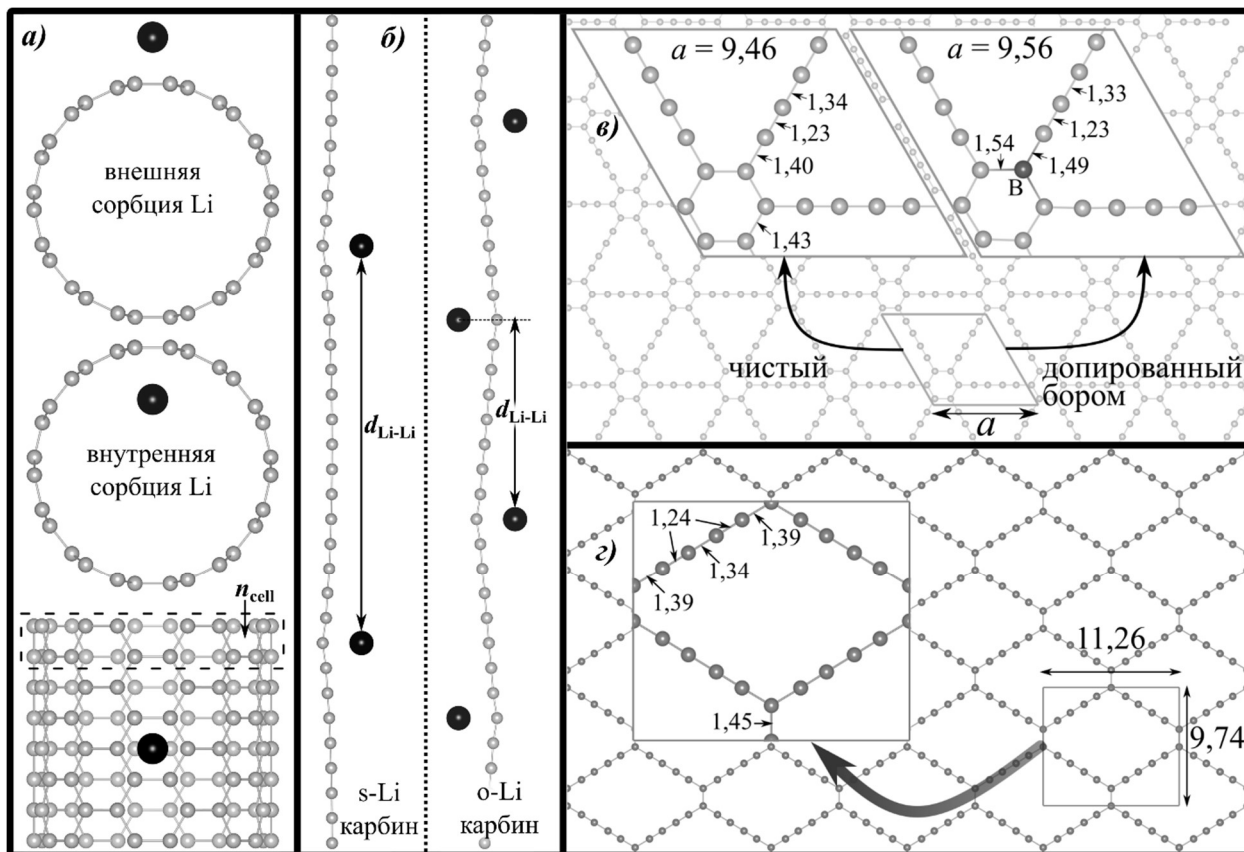 а)
внешняя
сорбция Li
внутренняя
сорбция Li
n_cell
б)
d_Li-Li
d_Li-Li
s-Li
карбин
o-Li
карбин
в)
a = 9,46
1,34
1,23
1,40
1,43
a = 9,56
1,33
1,23
1,54
1,49
B
чистый
допированный
бором
a
г)
1,24
1,39
1,34
1,39
1,45
11,26
9,74